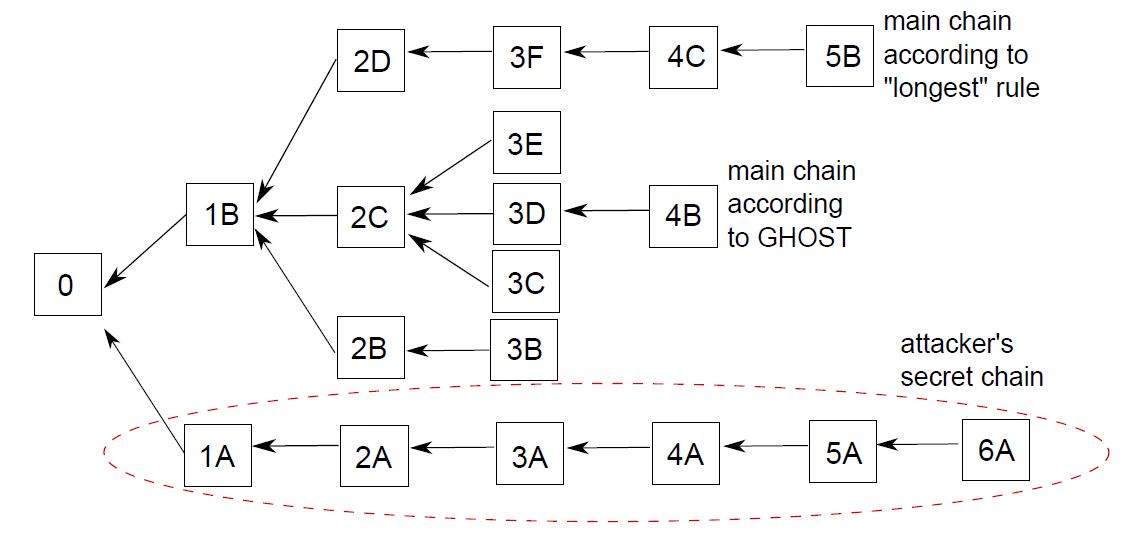 main chain
according to
"longest" rule
2D
3F
4C
5B
3E
main chain
according
to GHOST
1B
2C
3D
4B
0
3C
2B
3B
attacker's
secret chain
1A
2A
3A
4A
5A
6A